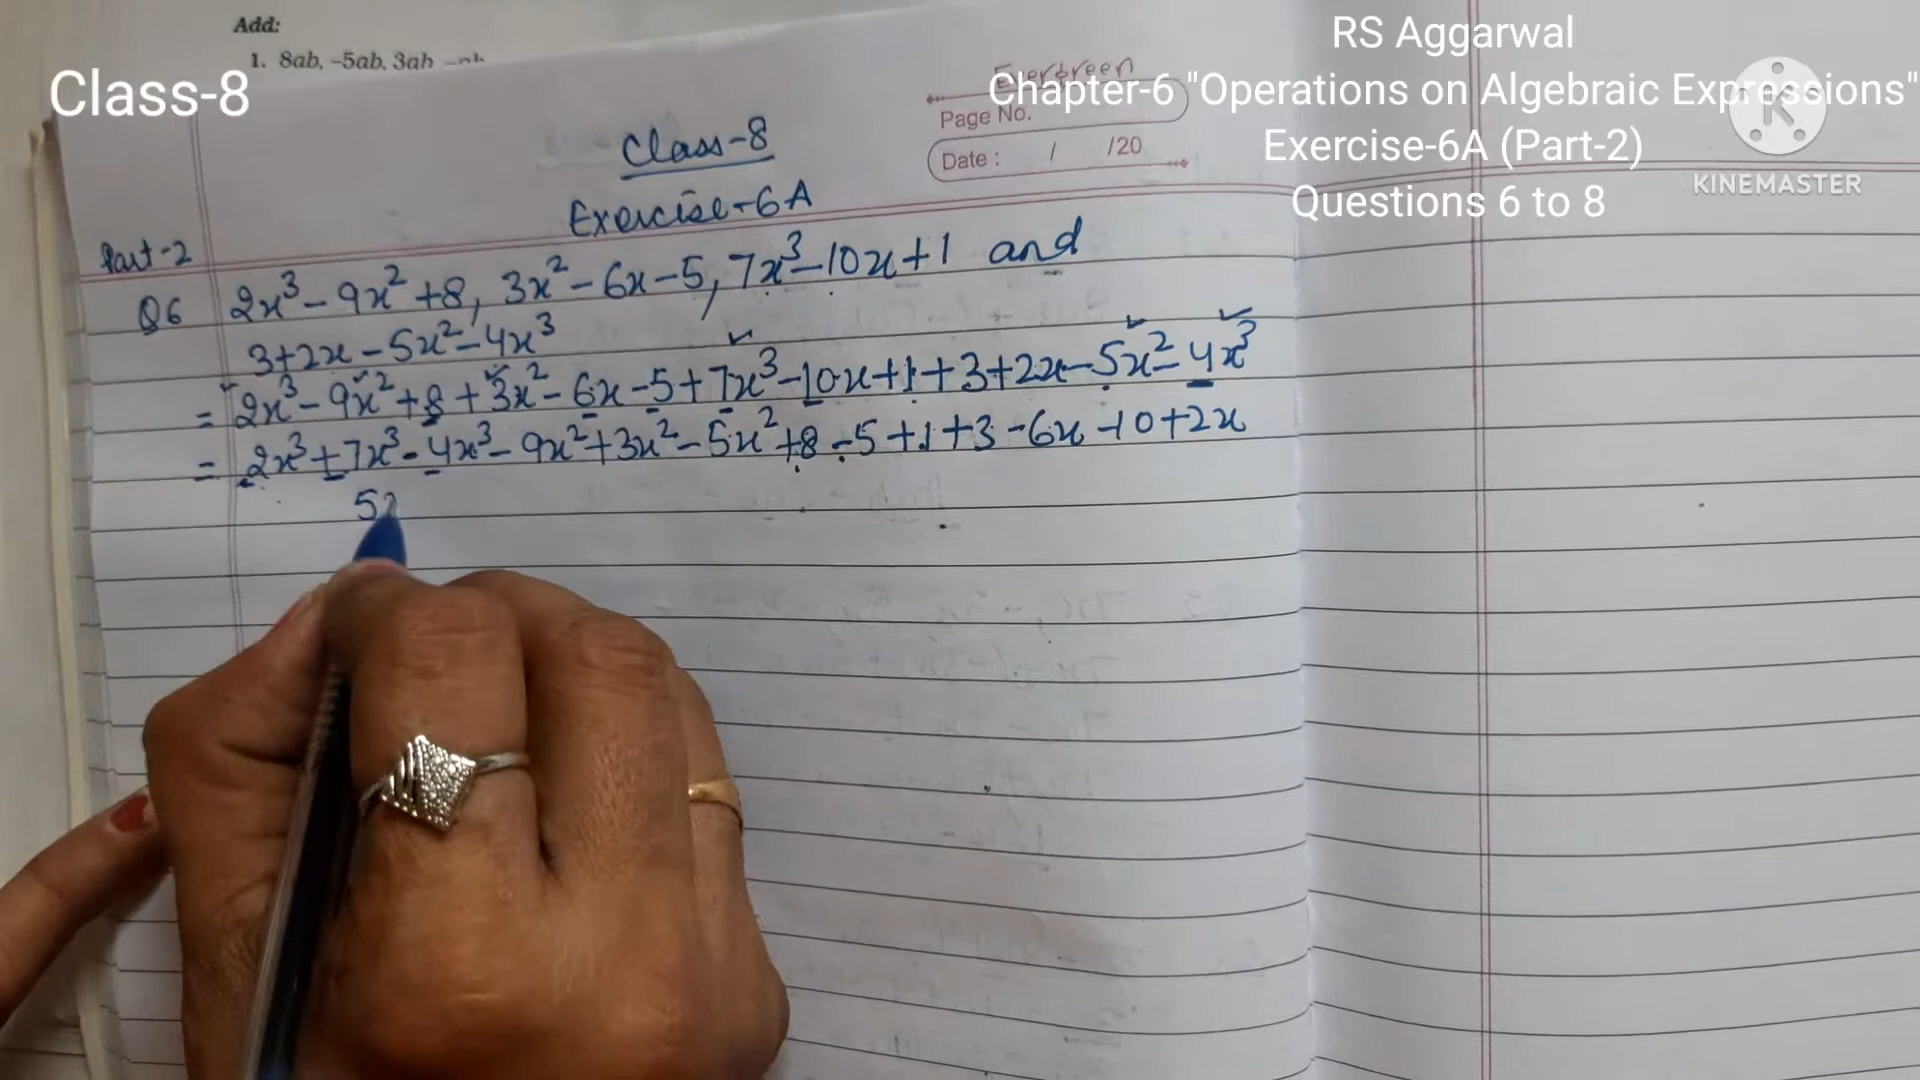 Add:
1. 8ab, –5ab, 3ab
Class-8
RS Aggarwal
Chapter-6 "Operations on Algebraic Expressions"
Exercise-6A (Part-2)
Questions 6 to 8
KINEMASTER
Evergreen
Page No.
Date : / /20
Class-8
Exercise-6A
Part-2
Q6 2x³ - 9x² + 8, 3x² - 6x - 5, 7x³ - 10x + 1 and
3 + 2x - 5x² - 4x³
= 2x³ - 9x² + 8 + 3x² - 6x - 5 + 7x³ - 10x + 1 + 3 + 2x - 5x² - 4x³
= 2x³ + 7x³ - 4x³ - 9x² + 3x² - 5x² + 8 - 5 + 1 + 3 - 6x - 10 + 2x
5